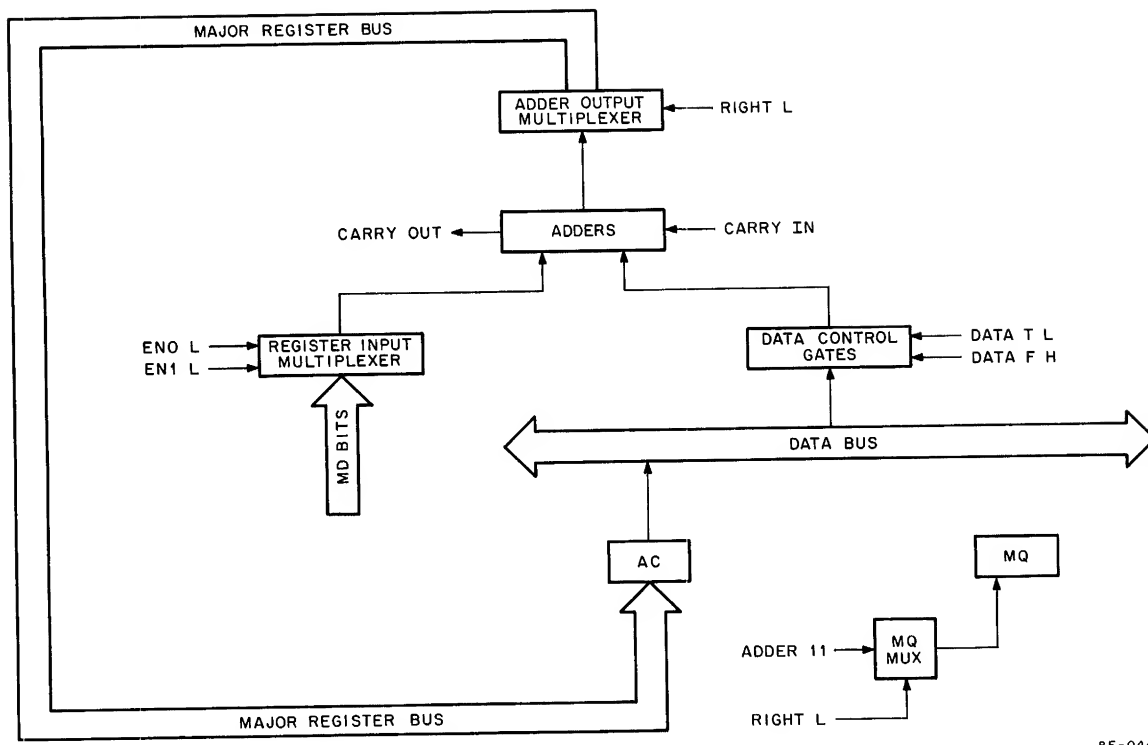 MAJOR REGISTER BUS
ADDER OUTPUT
MULTIPLEXER
RIGHT L
CARRY OUT
ADDERS
CARRY IN
EN0 L
EN1 L
REGISTER INPUT
MULTIPLEXER
DATA CONTROL
GATES
DATA T L
DATA F H
MD BITS
DATA BUS
AC
MQ
ADDER 11
MQ
MUX
RIGHT L
MAJOR REGISTER BUS